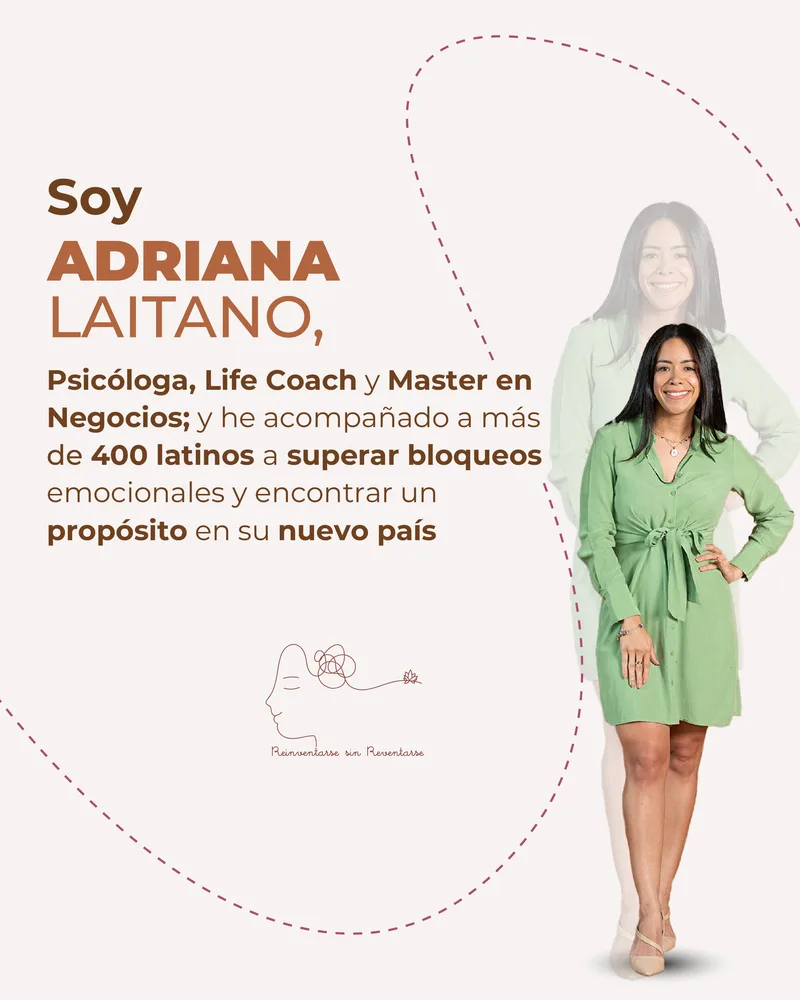 Soy
ADRIANA
LAITANO,
Psicóloga, Life Coach y Master en
Negocios; y he acompañado a más
de 400 latinos a superar bloqueos
emocionales y encontrar un
propósito en su nuevo país
Reinventarse sin Reventarse